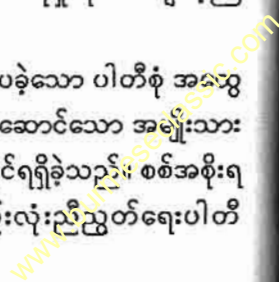 ပခဲ့သော ပါတီစုံ အထွေ
ဆောင်သော အမျိုးသား
င်ရရှိခဲ့သည်။ စစ်အစိုးရ
းလုံးညီညွတ်ရေးပါတီ
www.burmeseclassic.com